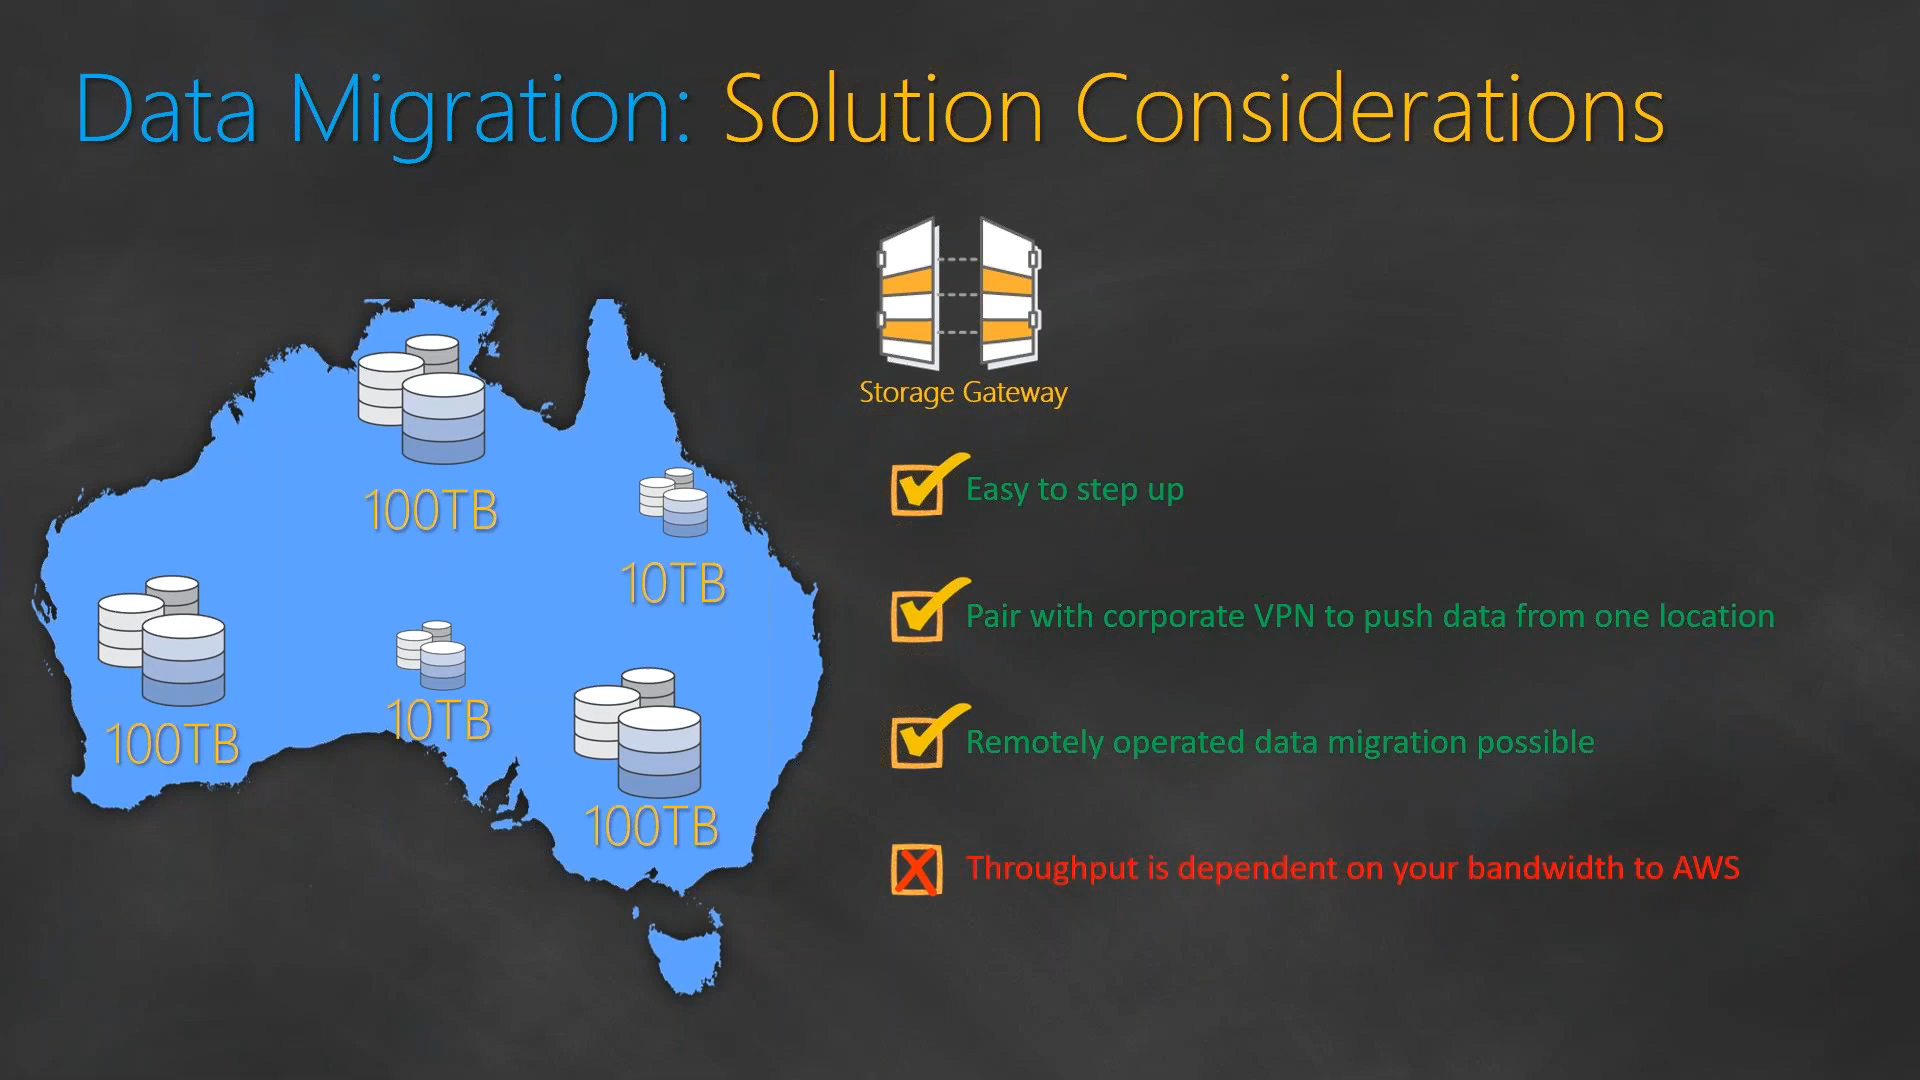 Data Migration: Solution Considerations
Storage Gateway
100TB
10TB
100TB
10TB
100TB
Easy to step up
Pair with corporate VPN to push data from one location
Remotely operated data migration possible
Throughput is dependent on your bandwidth to AWS